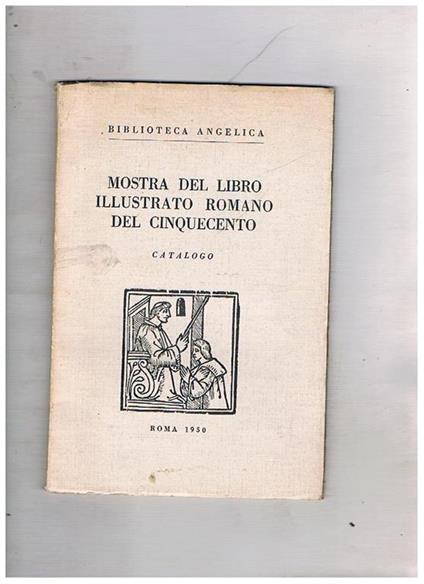 BIBLIOTECA ANGELICA
MOSTRA DEL LIBRO
ILLUSTRATO ROMANO
DEL CINQUECENTO
CATALOGO
ROMA 1950